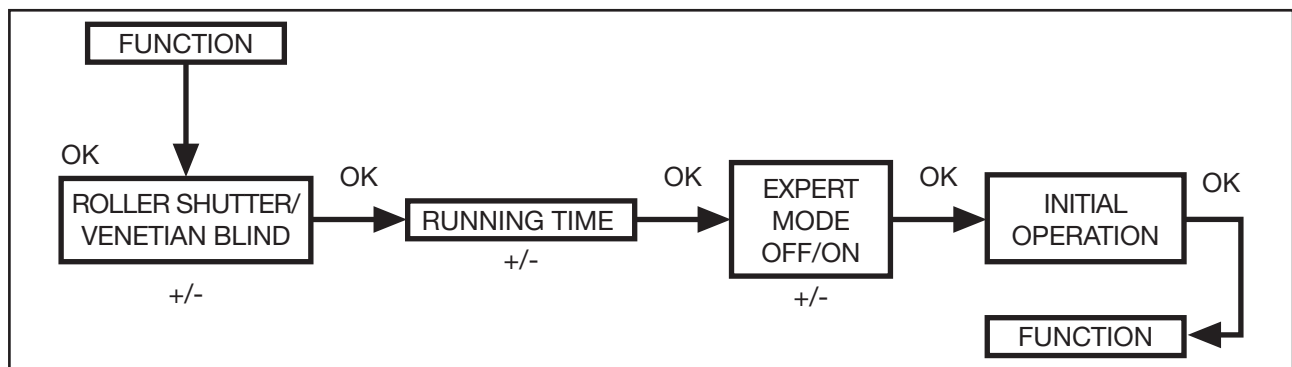 FUNCTION
OK
ROLLER SHUTTER/
VENETIAN BLIND
+/-
OK
RUNNING TIME
+/-
OK
EXPERT
MODE
OFF/ON
+/-
OK
INITIAL
OPERATION
OK
FUNCTION